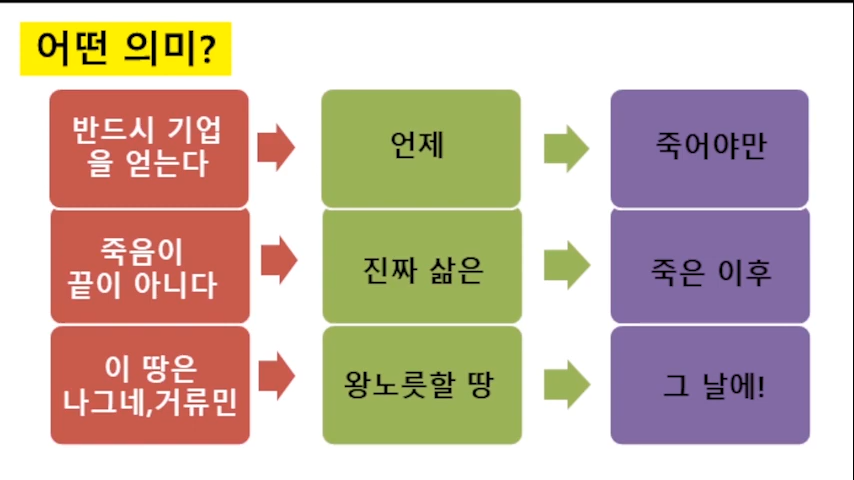 어떤 의미?
반드시 기업
을 얻는다
언제
죽어야만
죽음이
끝이 아니다
진짜 삶은
죽은 이후
이 땅은
나그네,거류민
왕노릇할 땅
그 날에!